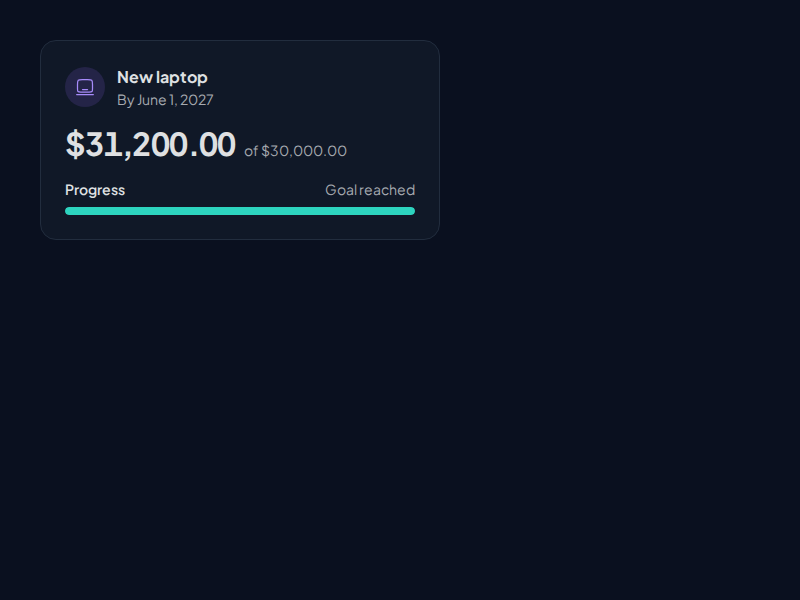 New laptop
By June 1, 2027
$31,200.00 of $30,000.00
Progress Goal reached